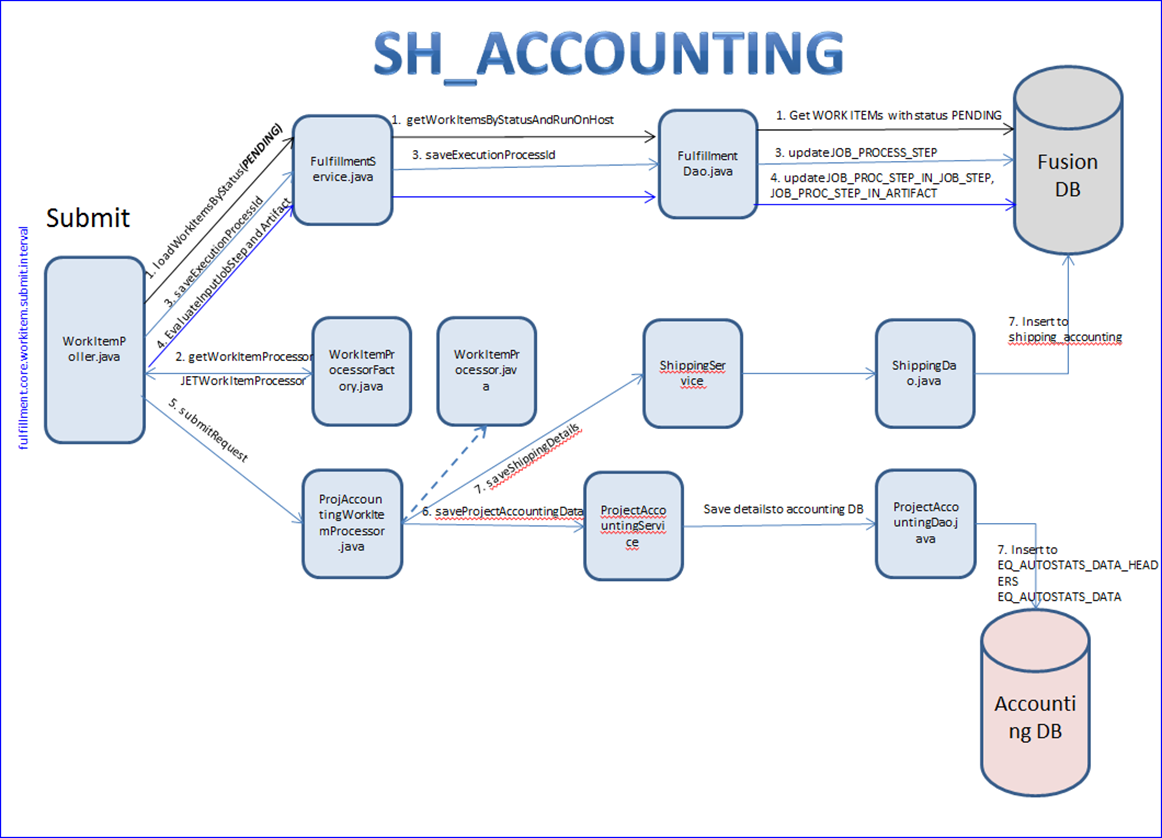 SH_ACCOUNTING
Submit
fulfillment.core.workitem.submit.interval
WorkItemP
oller.java
1. loadWorkItemsByStatus(PENDING)
3. saveExecutionProcessId
4. EvaluateInputJobStep and Artifact
FulfillmentS
ervice.java
1. getWorkItemsByStatusAndRunOnHost
3. saveExecutionProcessId
Fulfillment
Dao.java
1. Get WORK ITEMs with status PENDING
3. updateJOB_PROCESS_STEP
4. updateJOB_PROC_STEP_IN_JOB_STEP,
JOB_PROC_STEP_IN_ARTIFACT
Fusion
DB
2. getWorkItemProcessor
JETWorkItemProcessor
WorkItemPr
ocessorFact
ory.java
WorkItemPr
ocessor.jav
a
ShippingSer
vice
ShippingDa
o.java
7. Insert to
shipping_accounting
5. submitRequest
7. saveShippingDetails
ProjAccoun
tingWorkIte
mProcessor
.java
6. saveProjectAccountingData
ProjectAcco
untingServi
ce
Save detailsto accounting DB
ProjectAcco
untingDao.j
ava
7. Insert to
EQ_AUTOSTATS_DATA_HEAD
ERS
EQ_AUTOSTATS_DATA
Accounti
ng DB